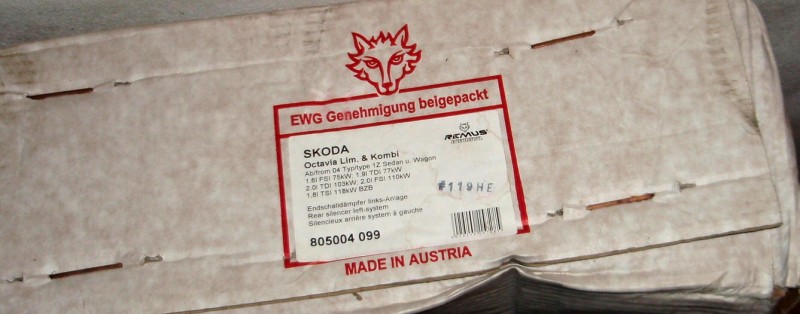 EWG Genehmigung beigepackt
SKODA
REMUS
Octavia Lim. & Kombi
Ab/from 04 Typ/type 1Z Sedan u. Wagon
1.6l FSI 75kW; 1.9l TDI 77kW
2.0l TDI 103kW; 2.0l FSI 110kW
1.8l TSI 118kW BZB
#119HE
Endschalldämpfer links-Anlage
Rear silencer left-system
Silencieux arrière système à gauche
805004 099
MADE IN AUSTRIA